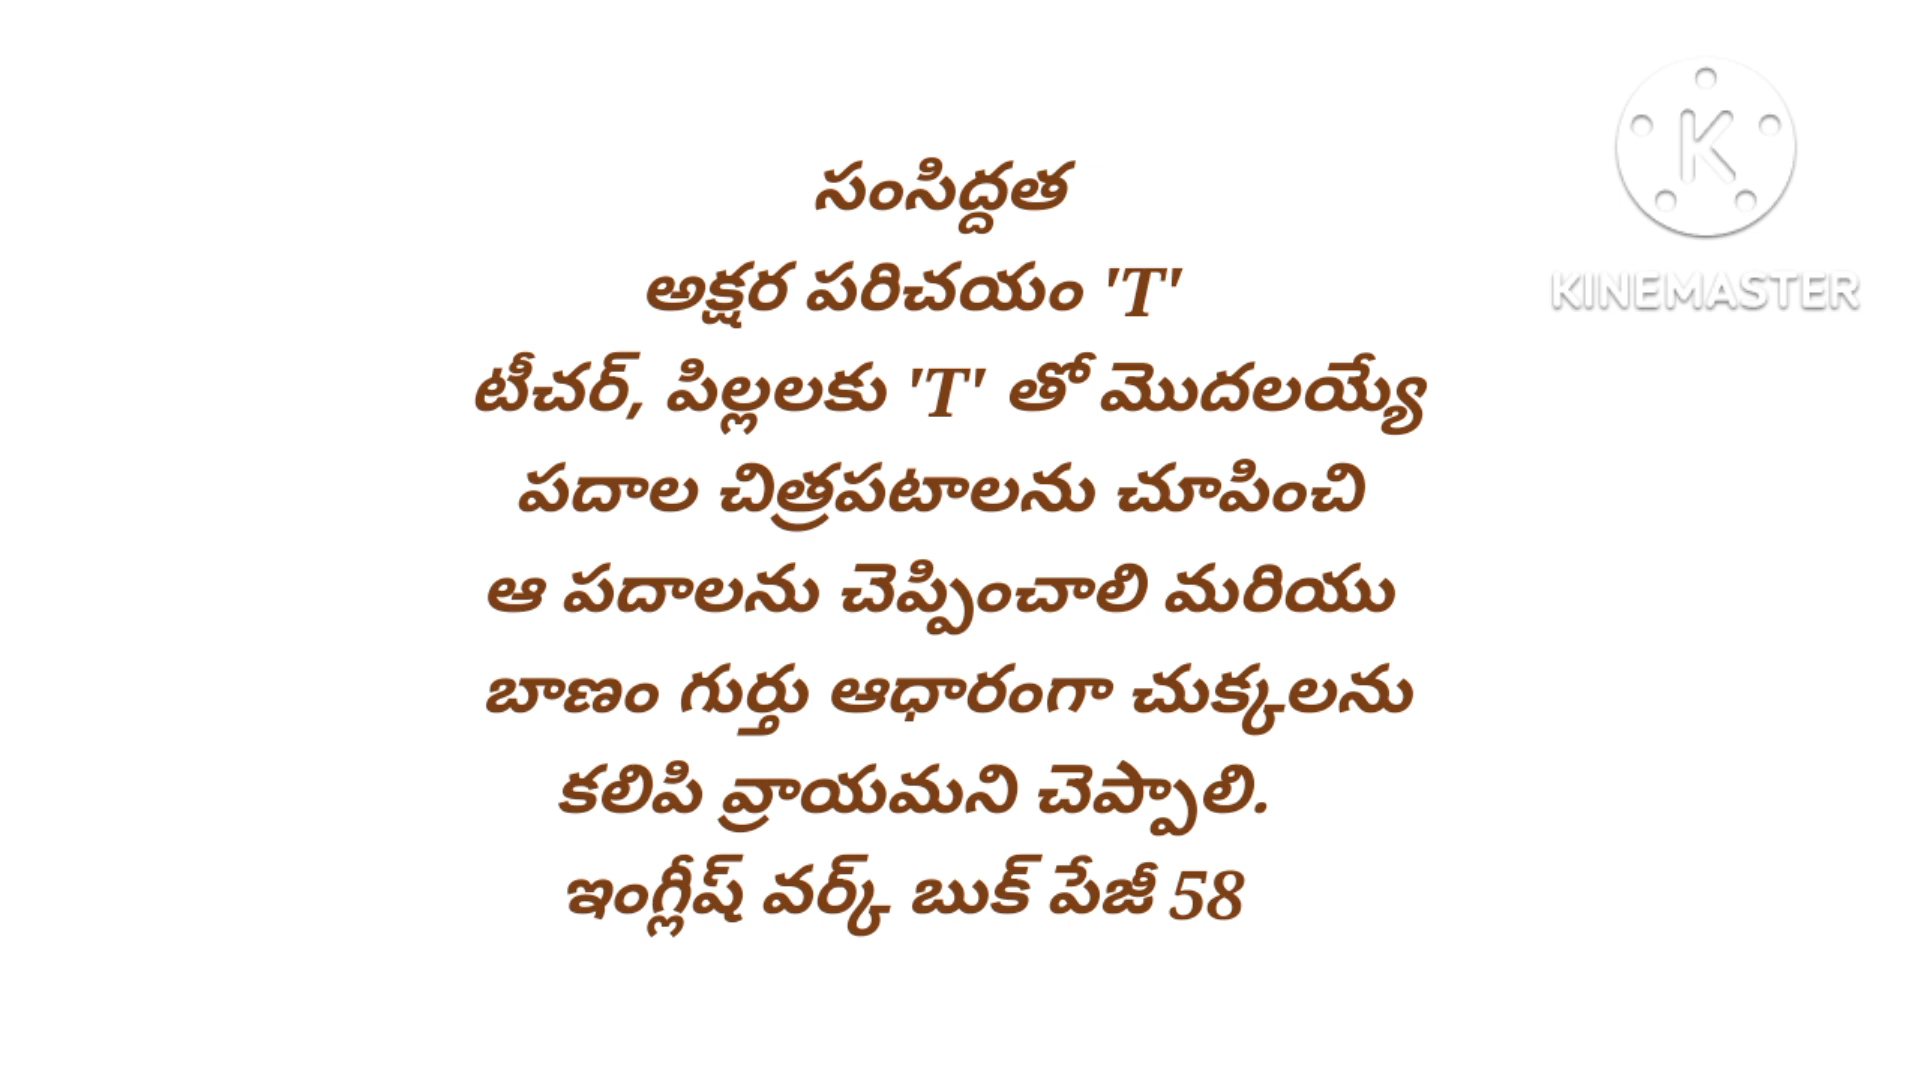 సంసిద్దత
అక్షర పరిచయం 'T'
టీచర్, పిల్లలకు 'T' తో మొదలయ్యే
పదాల చిత్రపటాలను చూపించి
ఆ పదాలను చెప్పించాలి మరియు
బాణం గుర్తు ఆధారంగా చుక్కలను
కలిపి వ్రాయమని చెప్పాలి.
ఇంగ్లీష్ వర్క్ బుక్ పేజీ 58
K
KINEMASTER